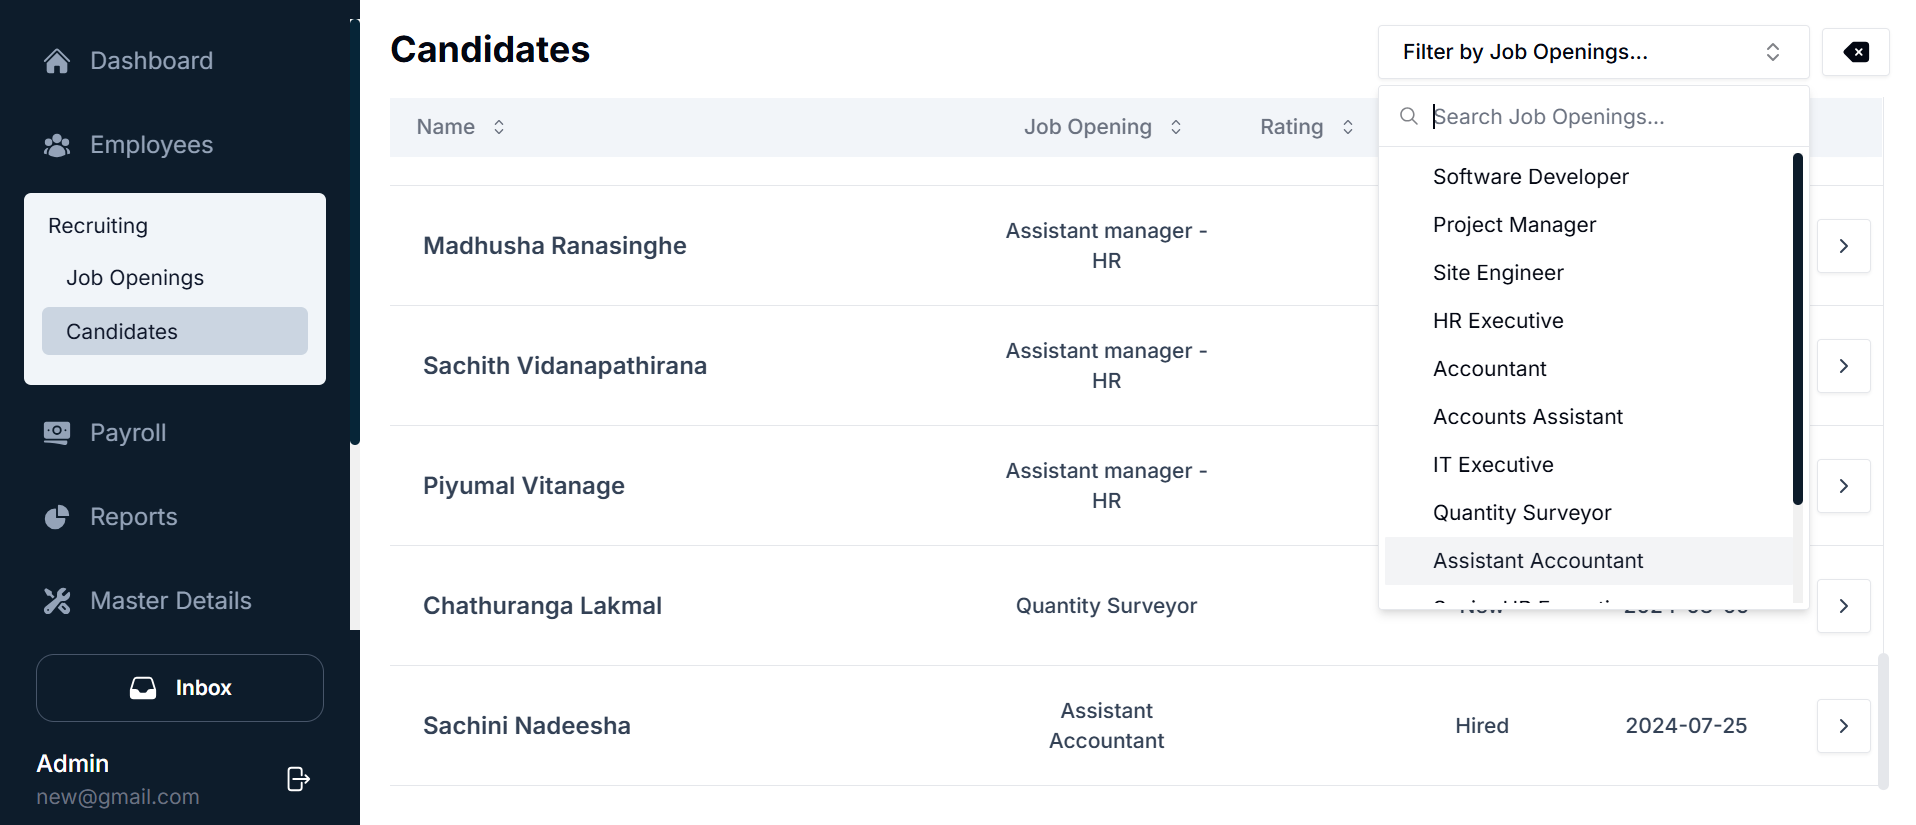 Dashboard
Employees
Recruiting
Job Openings
Candidates
Payroll
Reports
Master Details
Inbox
Admin
new@gmail.com
Candidates
Filter by Job Openings...
Search Job Openings...
Software Developer
Project Manager
Site Engineer
HR Executive
Accountant
Accounts Assistant
IT Executive
Quantity Surveyor
Assistant Accountant
Name
Job Opening
Rating
Madhusha Ranasinghe
Assistant manager -
HR
Sachith Vidanapathirana
Assistant manager -
HR
Piyumal Vitanage
Assistant manager -
HR
Chathuranga Lakmal
Quantity Surveyor
Sachini Nadeesha
Assistant
Accountant
Hired
2024-07-25